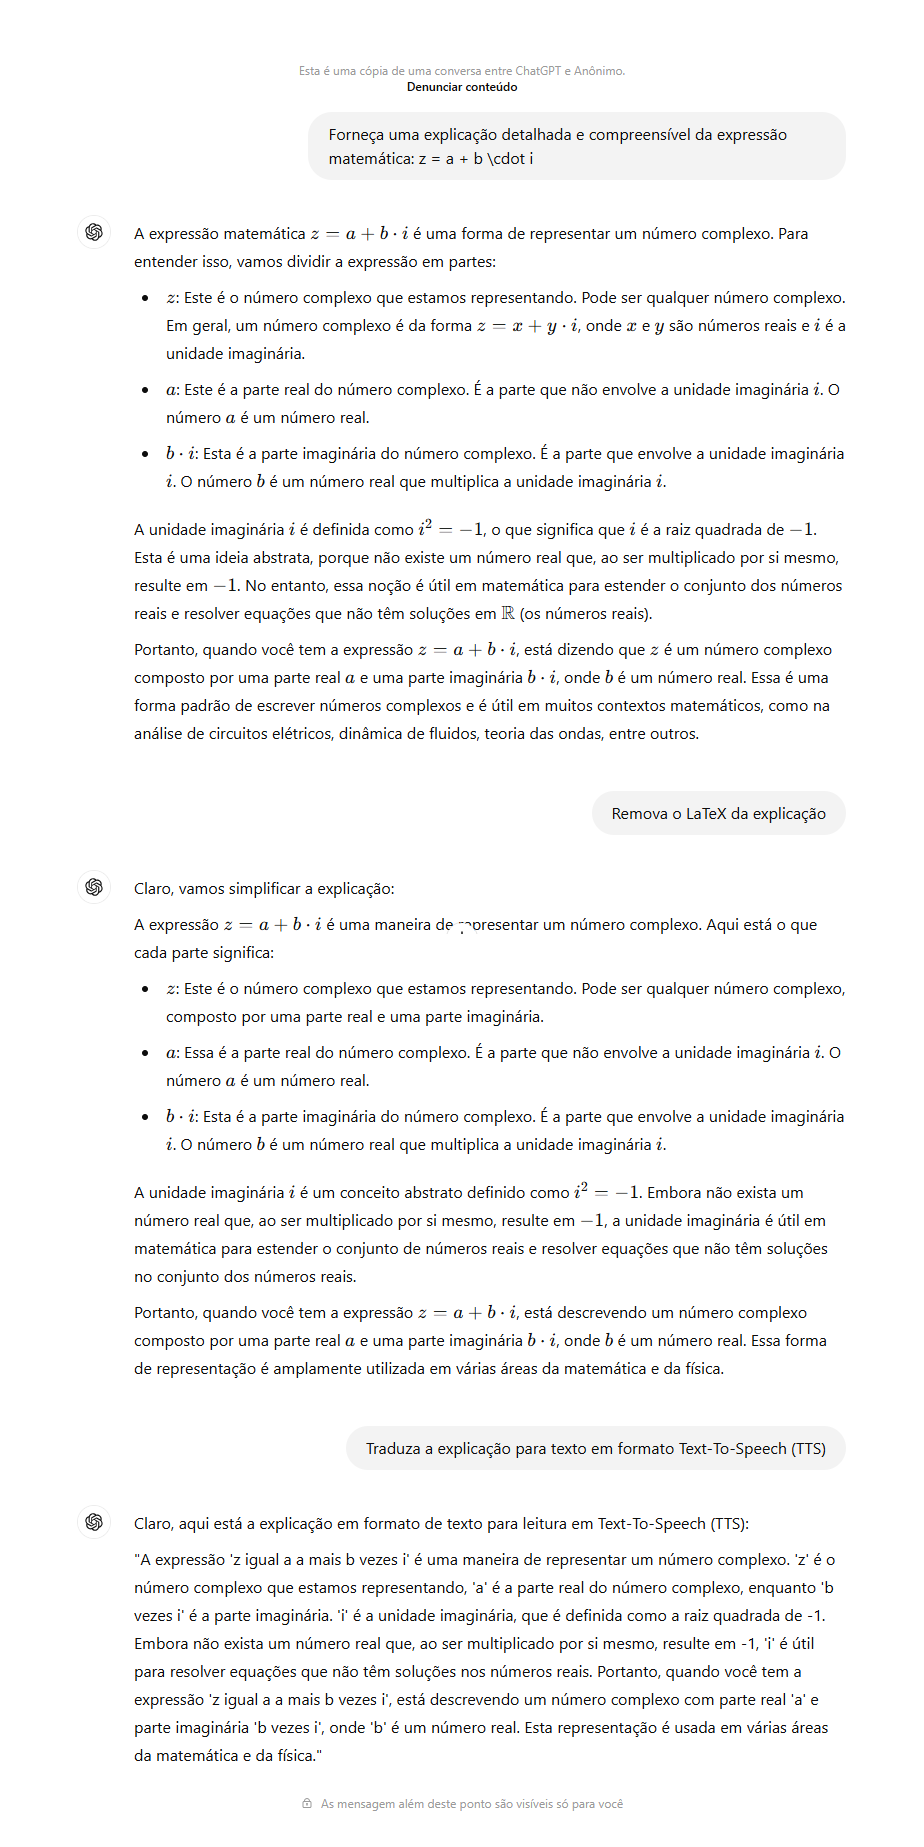 Esta é uma cópia de uma conversa entre ChatGPT e Anônimo.
Denunciar conteúdo
Forneça uma explicação detalhada e compreensível da expressão
matemática: z = a + b \cdot i
A expressão matemática z = a + b · i é uma forma de representar um número complexo. Para
entender isso, vamos dividir a expressão em partes:
• z: Este é o número complexo que estamos representando. Pode ser qualquer número complexo.
Em geral, um número complexo é da forma z = x + y · i, onde x e y são números reais e i é a
unidade imaginária.
• a: Este é a parte real do número complexo. É a parte que não envolve a unidade imaginária i. O
número a é um número real.
• b · i: Esta é a parte imaginária do número complexo. É a parte que envolve a unidade imaginária
i. O número b é um número real que multiplica a unidade imaginária i.
A unidade imaginária i é definida como i² = −1, o que significa que i é a raiz quadrada de −1.
Esta é uma ideia abstrata, porque não existe um número real que, ao ser multiplicado por si mesmo,
resulte em −1. No entanto, essa noção é útil em matemática para estender o conjunto dos números
reais e resolver equações que não têm soluções em ℝ (os números reais).
Portanto, quando você tem a expressão z = a + b · i, está dizendo que z é um número complexo
composto por uma parte real a e uma parte imaginária b · i, onde b é um número real. Essa é uma
forma padrão de escrever números complexos e é útil em muitos contextos matemáticos, como na
análise de circuitos elétricos, dinâmica de fluidos, teoria das ondas, entre outros.
Remova o LaTeX da explicação
Claro, vamos simplificar a explicação:
A expressão z = a + b · i é uma maneira de representar um número complexo. Aqui está o que
cada parte significa:
• z: Este é o número complexo que estamos representando. Pode ser qualquer número complexo,
composto por uma parte real e uma parte imaginária.
• a: Essa é a parte real do número complexo. É a parte que não envolve a unidade imaginária i. O
número a é um número real.
• b · i: Esta é a parte imaginária do número complexo. É a parte que envolve a unidade imaginária
i. O número b é um número real que multiplica a unidade imaginária i.
A unidade imaginária i é um conceito abstrato definido como i² = −1. Embora não exista um
número real que, ao ser multiplicado por si mesmo, resulte em −1, a unidade imaginária é útil em
matemática para estender o conjunto de números reais e resolver equações que não têm soluções
no conjunto dos números reais.
Portanto, quando você tem a expressão z = a + b · i, está descrevendo um número complexo
composto por uma parte real a e uma parte imaginária b · i, onde b é um número real. Essa forma
de representação é amplamente utilizada em várias áreas da matemática e da física.
Traduza a explicação para texto em formato Text-To-Speech (TTS)
Claro, aqui está a explicação em formato de texto para leitura em Text-To-Speech (TTS):
"A expressão 'z igual a a mais b vezes i' é uma maneira de representar um número complexo. 'z' é o
número complexo que estamos representando, 'a' é a parte real do número complexo, enquanto 'b
vezes i' é a parte imaginária. 'i' é a unidade imaginária, que é definida como a raiz quadrada de -1.
Embora não exista um número real que, ao ser multiplicado por si mesmo, resulte em -1, 'i' é útil
para resolver equações que não têm soluções nos números reais. Portanto, quando você tem a
expressão 'z igual a a mais b vezes i', está descrevendo um número complexo com parte real 'a' e
parte imaginária 'b vezes i', onde 'b' é um número real. Esta representação é usada em várias áreas
da matemática e da física."
As mensagem além deste ponto são visíveis só para você